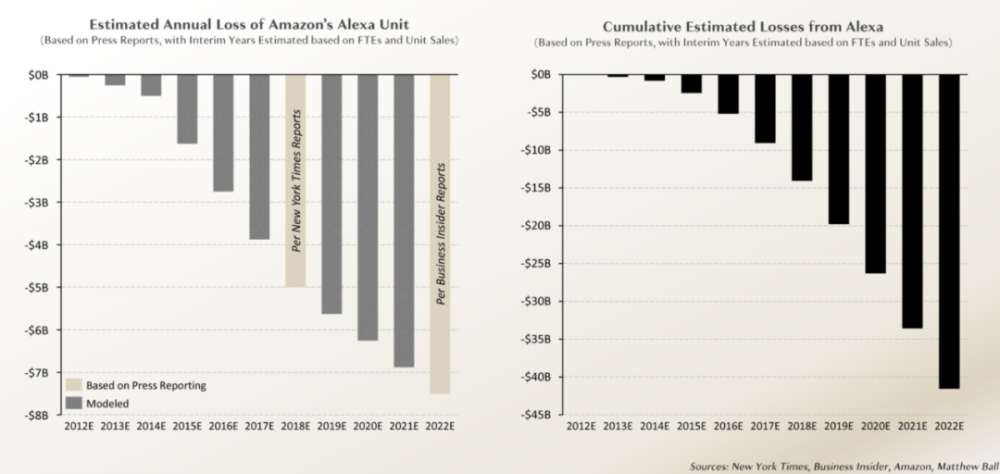 Estimated Annual Loss of Amazon's Alexa Unit
(Based on Press Reports, with Interim Years Estimated based on FTEs and Unit Sales)
$0B
-$1B
-$2B
-$3B
-$4B
-$5B
-$6B
-$7B
-$8B
Per New York Times Reports
Per Business Insider Reports
Based on Press Reporting
Modeled
2012E 2013E 2014E 2015E 2016E 2017E 2018E 2019E 2020E 2021E 2022E
Cumulative Estimated Losses from Alexa
(Based on Press Reports, with Interim Years Estimated based on FTEs and Unit Sales)
$0B
-$5B
-$10B
-$15B
-$20B
-$25B
-$30B
-$35B
-$40B
-$45B
2012E 2013E 2014E 2015E 2016E 2017E 2018E 2019E 2020E 2021E 2022E
Sources: New York Times, Business Insider, Amazon, Matthew Ball